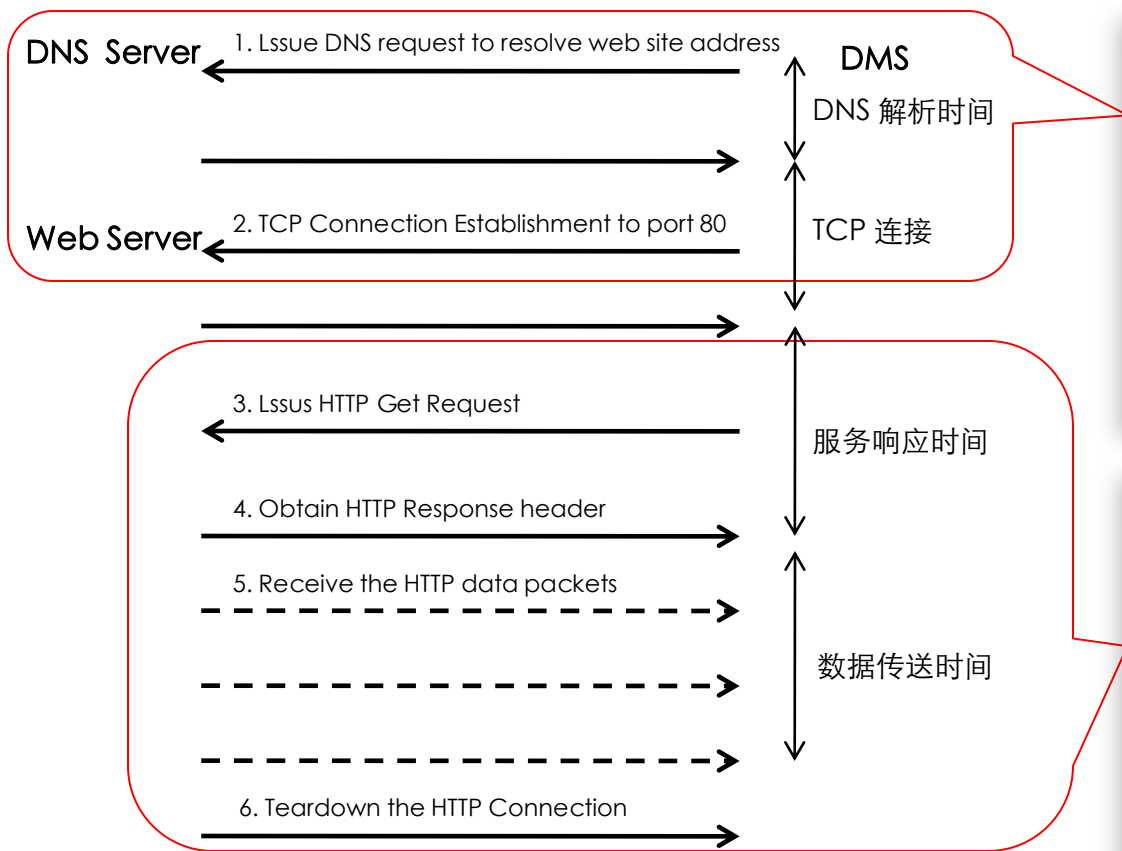 1. Lssue DNS request to resolve web site address
DNS Server
DMS
DNS 解析时间
2. TCP Connection Establishment to port 80
Web Server
TCP 连接
3. Lssus HTTP Get Request
服务响应时间
4. Obtain HTTP Response header
5. Receive the HTTP data packets
数据传送时间
6. Teardown the HTTP Connection